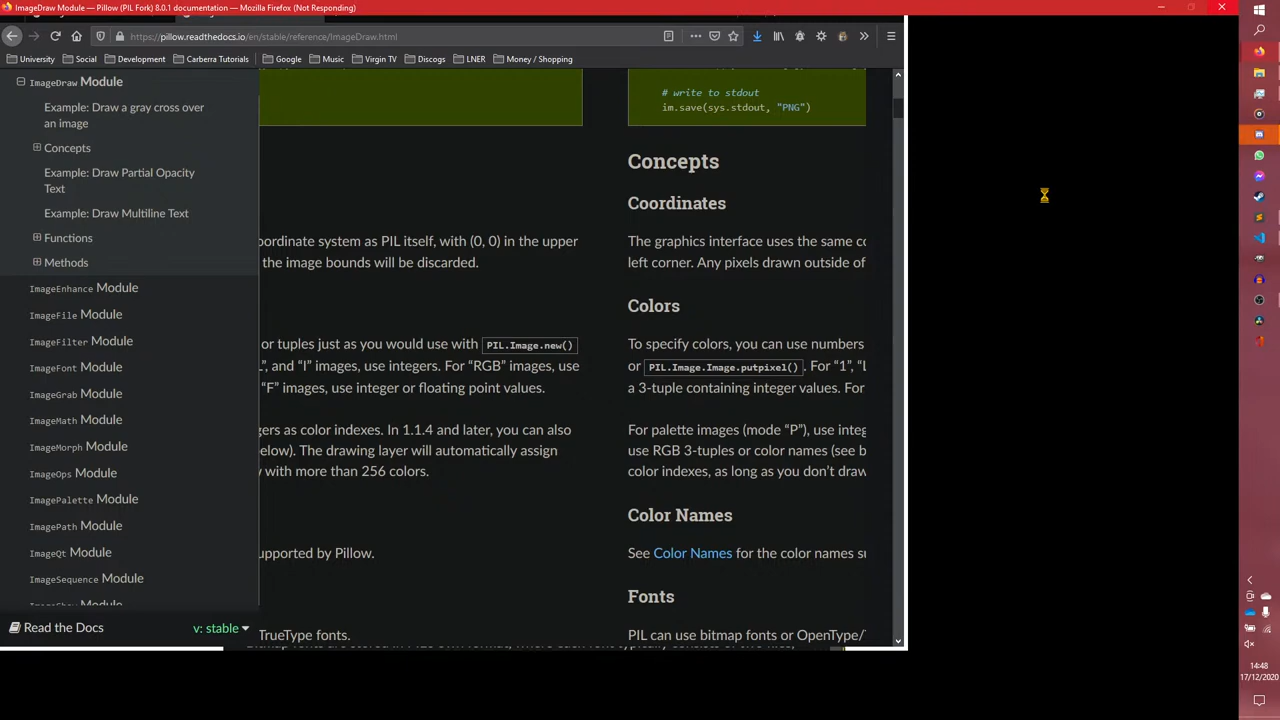 ImageDraw Module — Pillow (PIL Fork) 8.0.1 documentation — Mozilla Firefox (Not Responding)
https://pillow.readthedocs.io/en/stable/reference/ImageDraw.html
University Social Development Carberra Tutorials Google Music Virgin TV Discogs LNER Money / Shopping
ImageDraw Module
Example: Draw a gray cross over
an image
Concepts
Example: Draw Partial Opacity
Text
Example: Draw Multiline Text
Functions
Methods
ImageEnhance Module
ImageFile Module
ImageFilter Module
ImageFont Module
ImageGrab Module
ImageMath Module
ImageMorph Module
ImageOps Module
ImagePalette Module
ImagePath Module
ImageQt Module
ImageSequence Module
Read the Docs v: stable
oordinate system as PIL itself, with (0, 0) in the upper
the image bounds will be discarded.
or tuples just as you would use with PIL.Image.new()
”, and “I” images, use integers. For “RGB” images, use
“F” images, use integer or floating point values.
gers as color indexes. In 1.1.4 and later, you can also
elow). The drawing layer will automatically assign
with more than 256 colors.
supported by Pillow.
TrueType fonts.
# write to stdout
im.save(sys.stdout, "PNG")
Concepts
Coordinates
The graphics interface uses the same co
left corner. Any pixels drawn outside of
Colors
To specify colors, you can use numbers
or PIL.Image.Image.putpixel() . For “1”, “L
a 3-tuple containing integer values. For
For palette images (mode “P”), use integ
use RGB 3-tuples or color names (see b
color indexes, as long as you don’t draw
Color Names
See Color Names for the color names su
Fonts
PIL can use bitmap fonts or OpenType/T
14:48
17/12/2020